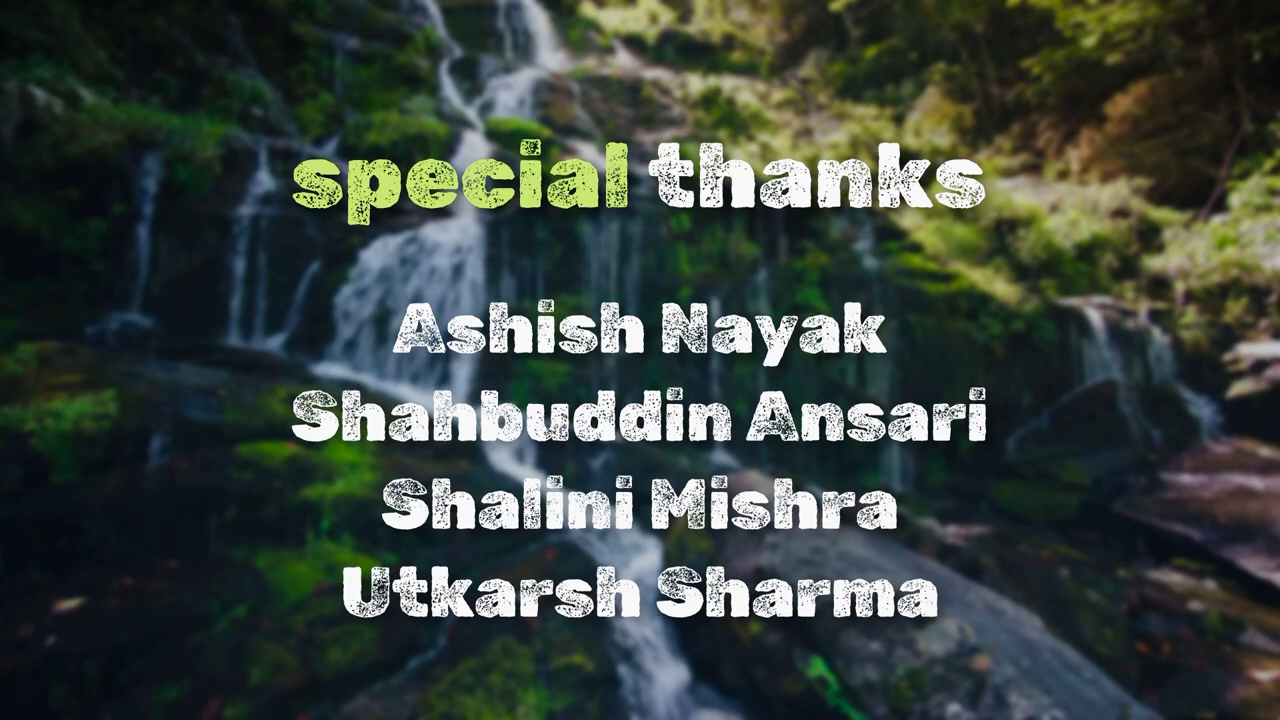 special thanks
Ashish Nayak
Shahbuddin Ansari
Shalini Mishra
Utkarsh Sharma